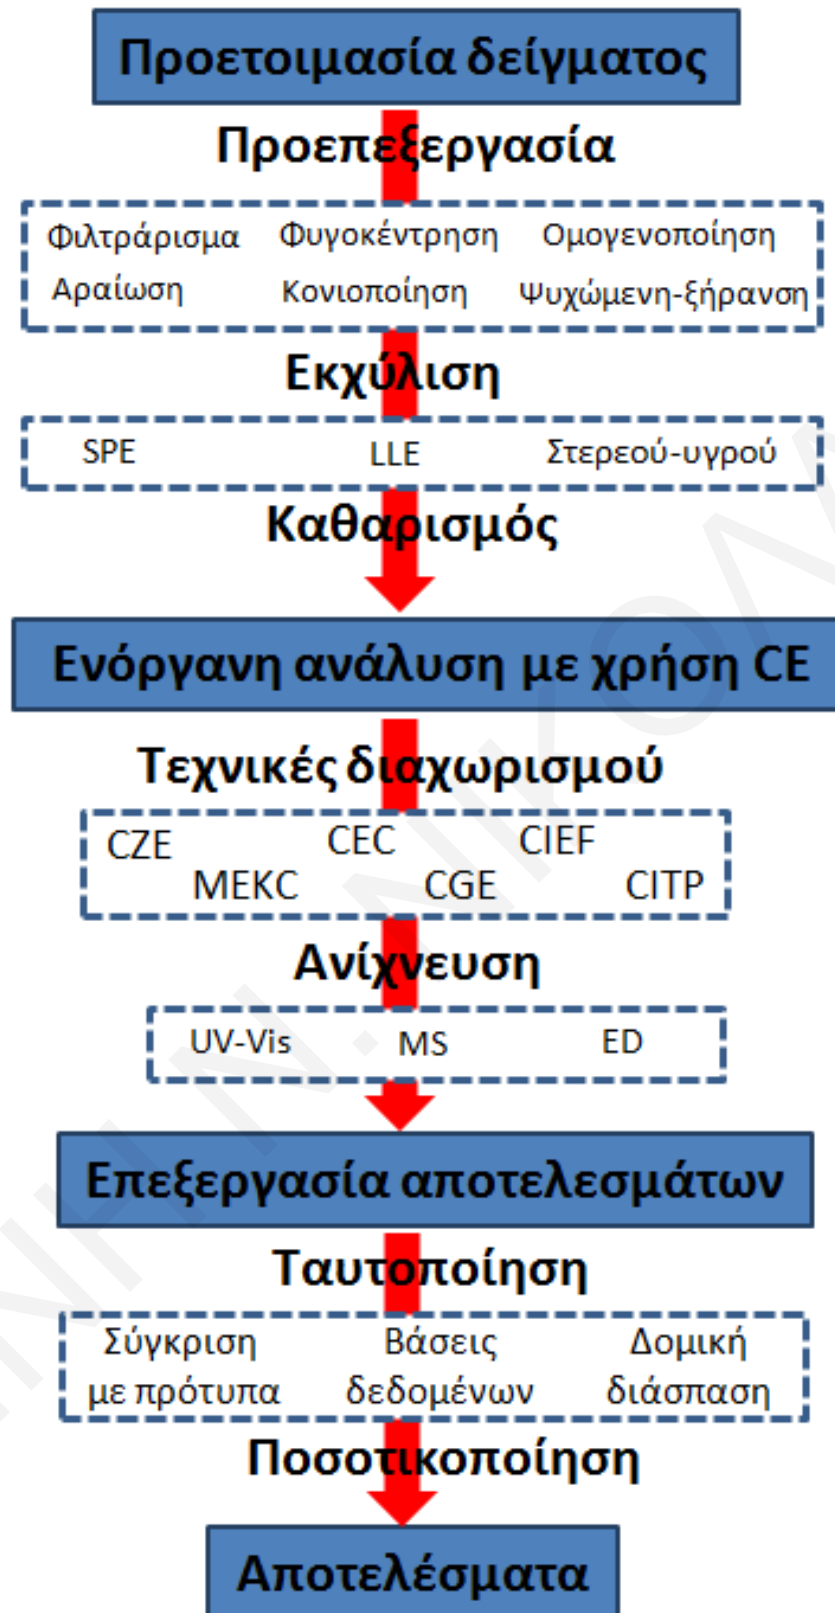 Προετοιμασία δείγματος
Προεπεξεργασία
Φιλτράρισμα Φυγοκέντρηση Ομογενοποίηση
Αραίωση Κονιοποίηση Ψυχώμενη-ξήρανση
Εκχύλιση
SPE LLE Στερεού-υγρού
Καθαρισμός
Ενόργανη ανάλυση με χρήση CE
Τεχνικές διαχωρισμού
CZE CEC CIEF
MEKC CGE CITP
Ανίχνευση
UV-Vis MS ED
Επεξεργασία αποτελεσμάτων
Ταυτοποίηση
Σύγκριση Βάσεις Δομική
με πρότυπα δεδομένων διάσπαση
Ποσοτικοποίηση
Αποτελέσματα